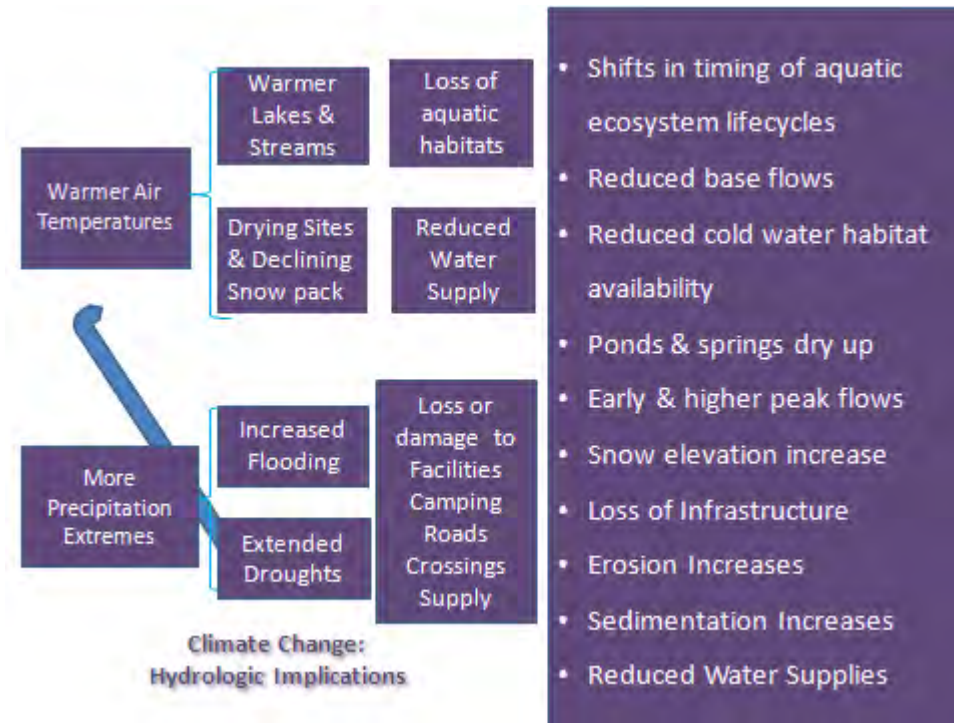 Warmer Air
Temperatures
Warmer
Lakes &
Streams
Loss of
aquatic
habitats
Drying Sites
& Declining
Snow pack
Reduced
Water
Supply
More
Precipitation
Extremes
Increased
Flooding
Extended
Droughts
Loss or
damage to
Facilities
Camping
Roads
Crossings
Supply
Climate Change:
Hydrologic Implications
• Shifts in timing of aquatic
ecosystem lifecycles
• Reduced base flows
• Reduced cold water habitat
availability
• Ponds & springs dry up
• Early & higher peak flows
• Snow elevation increase
• Loss of Infrastructure
• Erosion Increases
• Sedimentation Increases
• Reduced Water Supplies